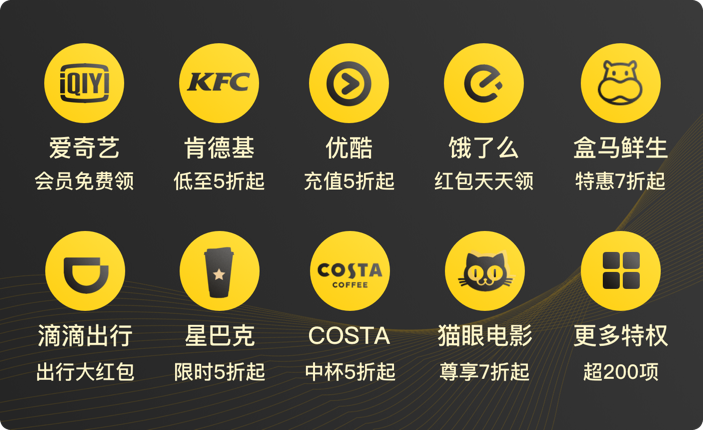 iQIYI
KFC
爱奇艺
肯德基
优酷
饿了么
盒马鲜生
会员免费领
低至5折起
充值5折起
红包天天领
特惠7折起
COSTA
COFFEE
滴滴出行
星巴克
COSTA
猫眼电影
更多特权
出行大红包
限时5折起
中杯5折起
尊享7折起
超200项